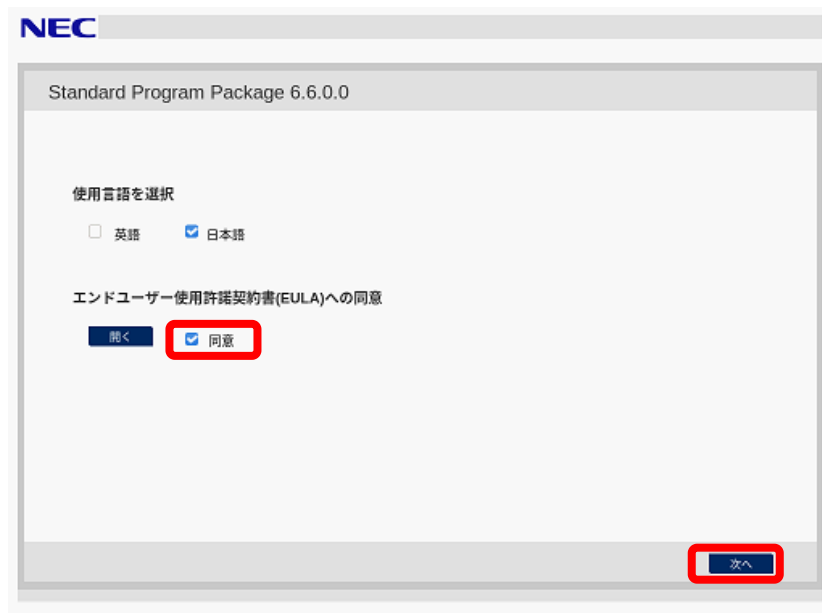 NEC
Standard Program Package 6.6.0.0
使用言語を選択
英語 日本語
エンドユーザー使用許諾契約書(EULA)への同意
開く 同意
次へ